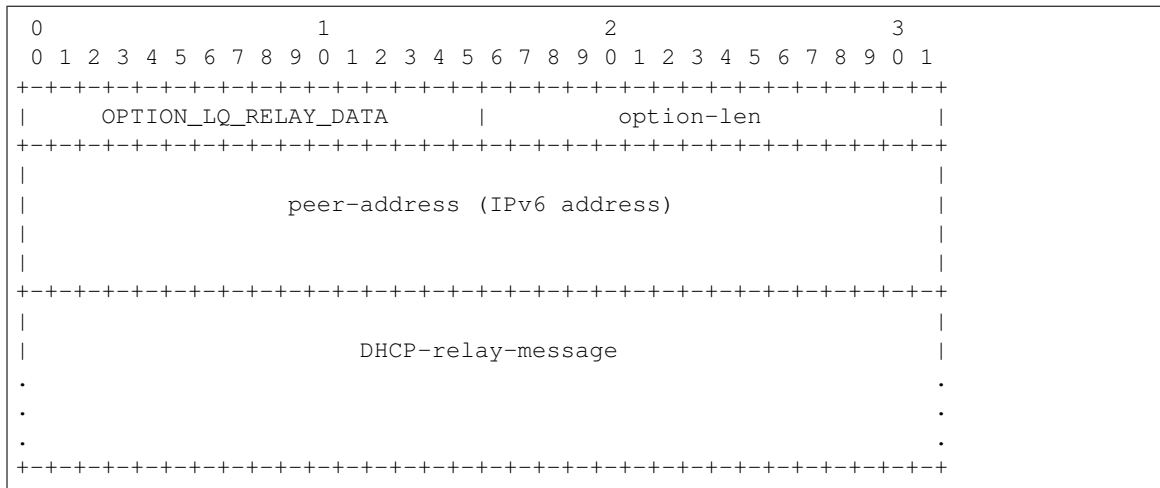 0                   1                   2                   3
 0 1 2 3 4 5 6 7 8 9 0 1 2 3 4 5 6 7 8 9 0 1 2 3 4 5 6 7 8 9 0 1
+-+-+-+-+-+-+-+-+-+-+-+-+-+-+-+-+-+-+-+-+-+-+-+-+-+-+-+-+-+-+-+-+
|     OPTION_LQ_RELAY_DATA      |         option-len            |
+-+-+-+-+-+-+-+-+-+-+-+-+-+-+-+-+-+-+-+-+-+-+-+-+-+-+-+-+-+-+-+-+
|                                                               |
|                  peer-address (IPv6 address)                  |
|                                                               |
|                                                               |
+-+-+-+-+-+-+-+-+-+-+-+-+-+-+-+-+-+-+-+-+-+-+-+-+-+-+-+-+-+-+-+-+
|                                                               |
|                       DHCP-relay-message                      |
.                                                               .
.                                                               .
.                                                               .
+-+-+-+-+-+-+-+-+-+-+-+-+-+-+-+-+-+-+-+-+-+-+-+-+-+-+-+-+-+-+-+-+